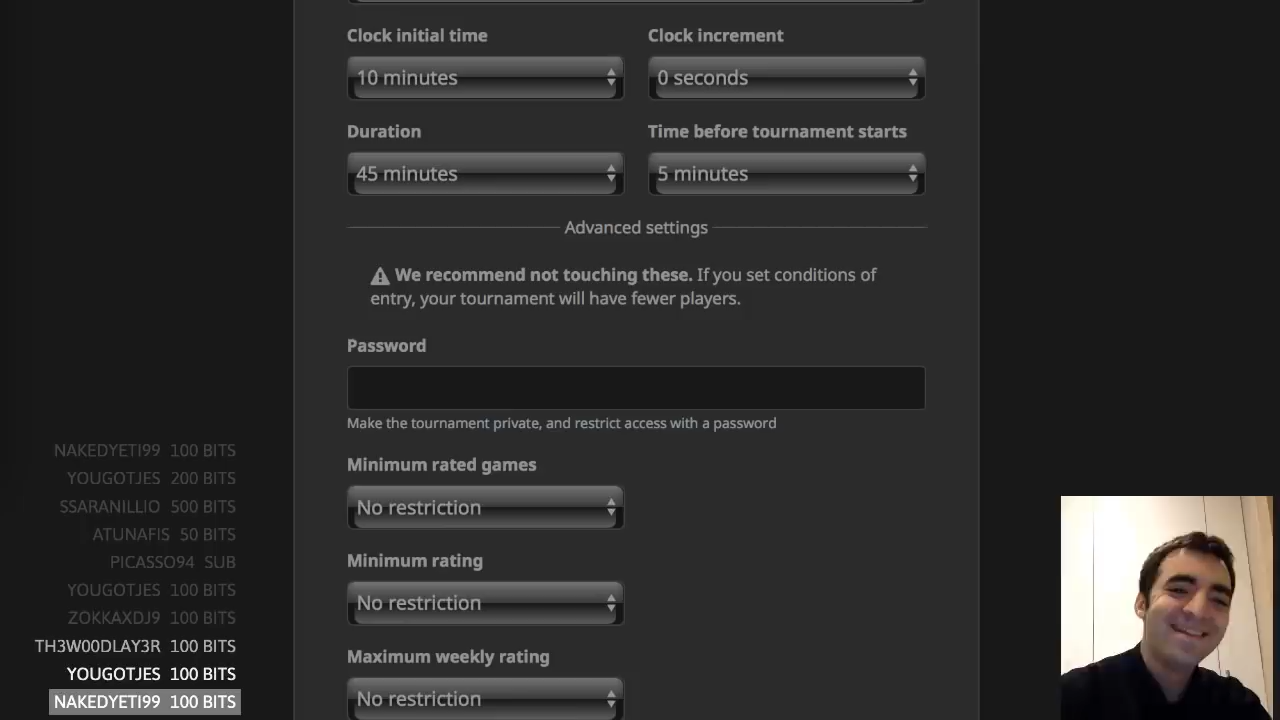 Clock initial time
Clock increment
10 minutes
0 seconds
Duration
Time before tournament starts
45 minutes
5 minutes
Advanced settings
We recommend not touching these. If you set conditions of
entry, your tournament will have fewer players.
Password
Make the tournament private, and restrict access with a password
Minimum rated games
No restriction
Minimum rating
No restriction
Maximum weekly rating
No restriction
NAKEDYETI99 100 BITS
YOUGOTJES 200 BITS
SSARANILLIO 500 BITS
ATUNAFIS 50 BITS
PICASSO94 SUB
YOUGOTJES 100 BITS
ZOKKAXDJ9 100 BITS
TH3W00DLAY3R 100 BITS
YOUGOTJES 100 BITS
NAKEDYETI99 100 BITS